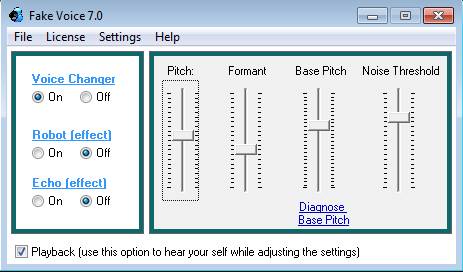 Fake Voice 7.0
File License Settings Help
Voice Changer
On Off
Robot (effect)
On Off
Echo (effect)
On Off
Pitch: Formant Base Pitch Noise Threshold
Diagnose
Base Pitch
Playback (use this option to hear your self while adjusting the settings)